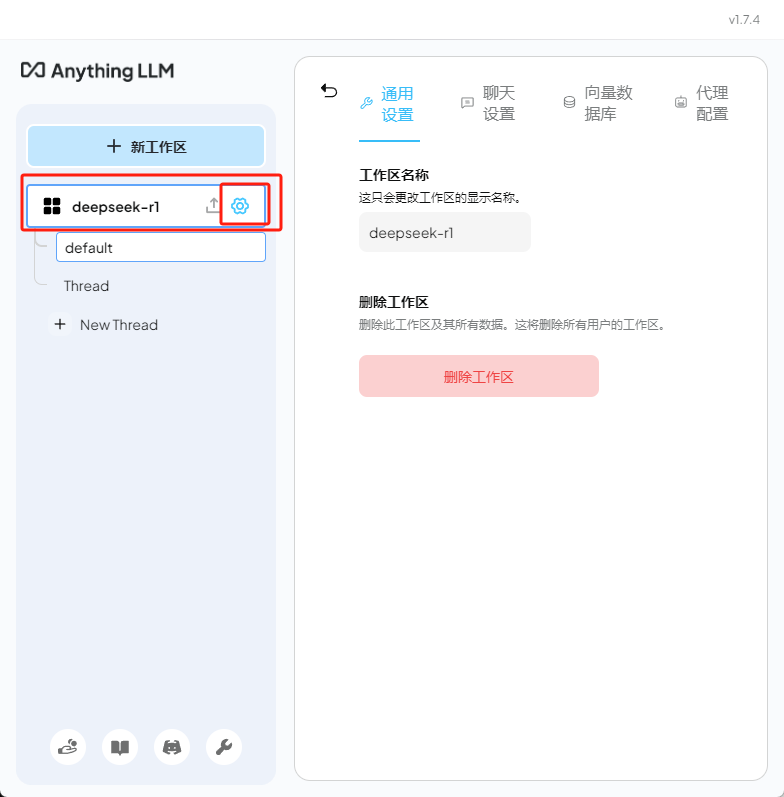 v1.7.4
Anything LLM
新工作区
deepseek-r1
default
Thread
New Thread
通用
设置
聊天
设置
向量数
据库
代理
配置
工作区名称
这只会更改工作区的显示名称。
deepseek-r1
删除工作区
删除此工作区及其所有数据。这将删除所有用户的工作区。
删除工作区